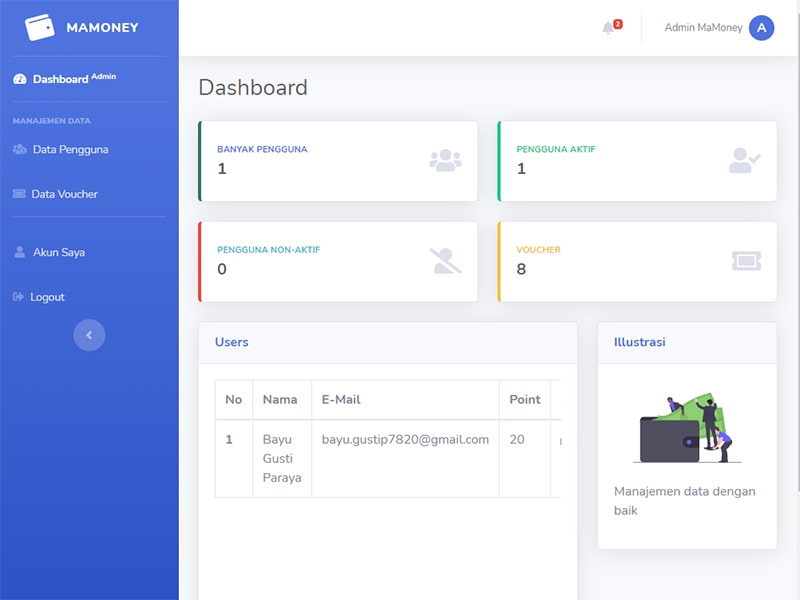 MAMONEY
2
Admin MaMoney A
Dashboard Admin
MANAJEMEN DATA
Data Pengguna
Data Voucher
Akun Saya
Logout
Dashboard
BANYAK PENGGUNA
1
PENGGUNA AKTIF
1
PENGGUNA NON-AKTIF
0
VOUCHER
8
Users
No Nama E-Mail Point
1 Bayu bayu.gustip7820@gmail.com 20
Gusti
Paraya
Illustrasi
Manajemen data dengan
baik